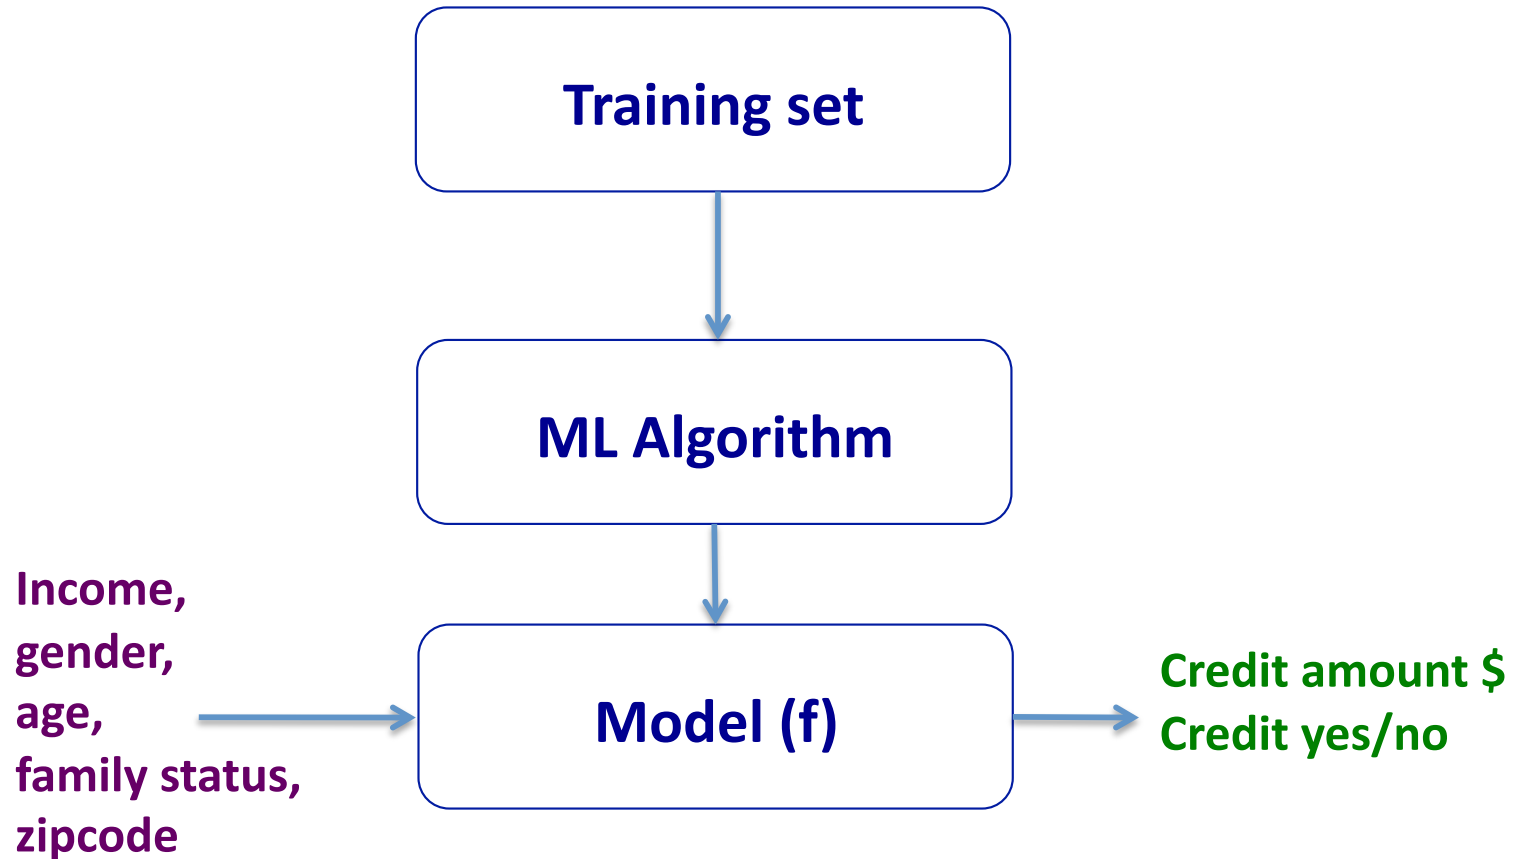 Training set
ML Algorithm
Income,
gender,
age,
family status,
zipcode
Model (f)
Credit amount $
Credit yes/no